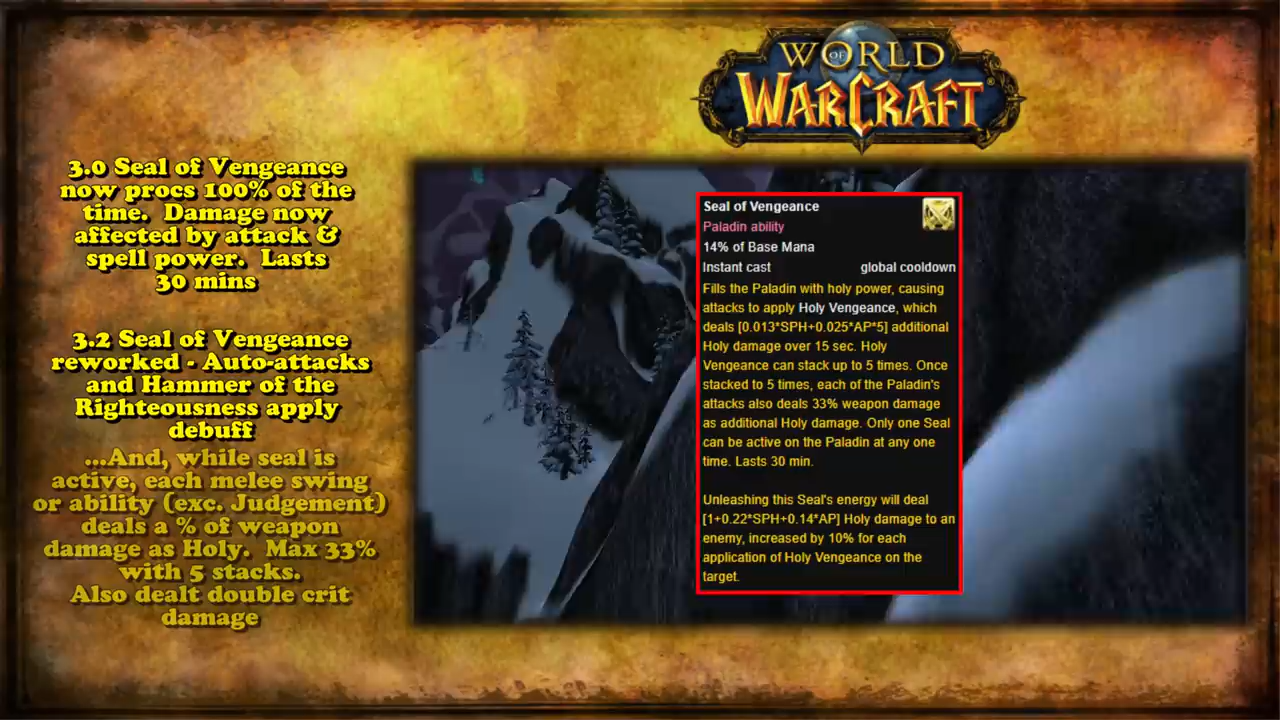 WORLD
OF
WARCRAFT
3.0 Seal of Vengeance
now procs 100% of the
time. Damage now
affected by attack &
spell power. Lasts
30 mins
3.2 Seal of Vengeance
reworked - Auto-attacks
and Hammer of the
Righteousness apply
debuff
...And, while seal is
active, each melee swing
or ability (exc. Judgement)
deals a % of weapon
damage as Holy. Max 33%
with 5 stacks.
Also dealt double crit
damage
Seal of Vengeance
Paladin ability
14% of Base Mana
Instant cast global cooldown
Fills the Paladin with holy power, causing
attacks to apply Holy Vengeance, which
deals [0.013*SPH+0.025*AP*5] additional
Holy damage over 15 sec. Holy
Vengeance can stack up to 5 times. Once
stacked to 5 times, each of the Paladin's
attacks also deals 33% weapon damage
as additional Holy damage. Only one Seal
can be active on the Paladin at any one
time. Lasts 30 min.
Unleashing this Seal's energy will deal
[1+0.22*SPH+0.14*AP] Holy damage to an
enemy, increased by 10% for each
application of Holy Vengeance on the
target.